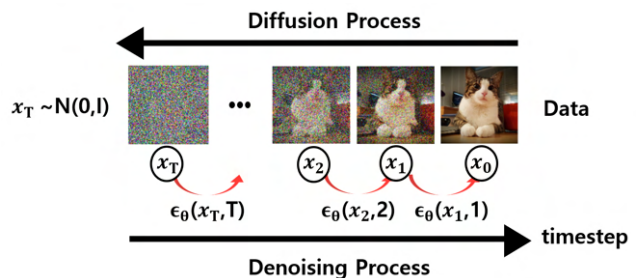 Diffusion Process
x_T ~N(0,I)
•••
Data
x_T
x_2
x_1
x_0
ϵ_θ(x_T,T)
ϵ_θ(x_2,2)
ϵ_θ(x_1,1)
timestep
Denoising Process